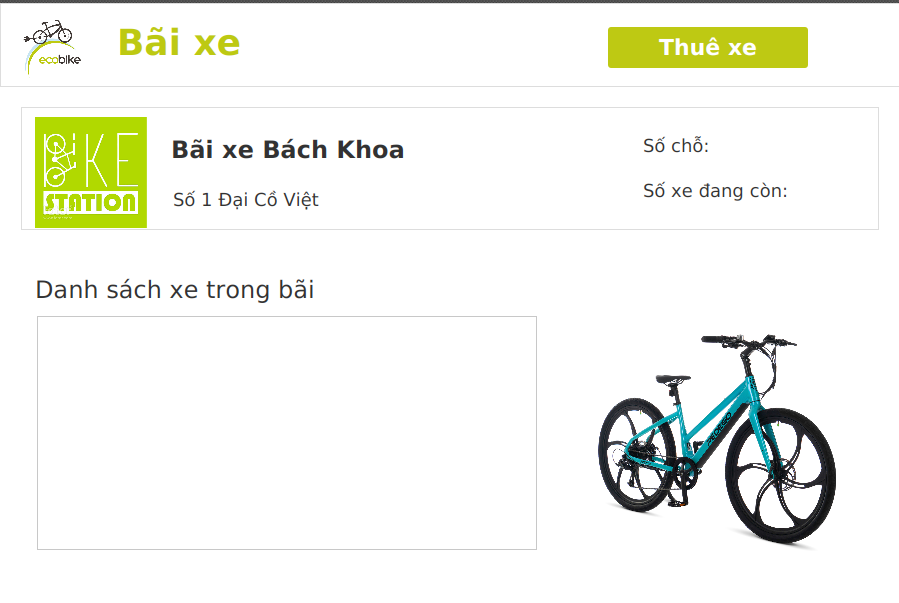 ecobike
Bãi xe
Thuê xe
BIKE
STATION
Bãi xe Bách Khoa
Số 1 Đại Cồ Việt
Số chỗ:
Số xe đang còn:
Danh sách xe trong bãi